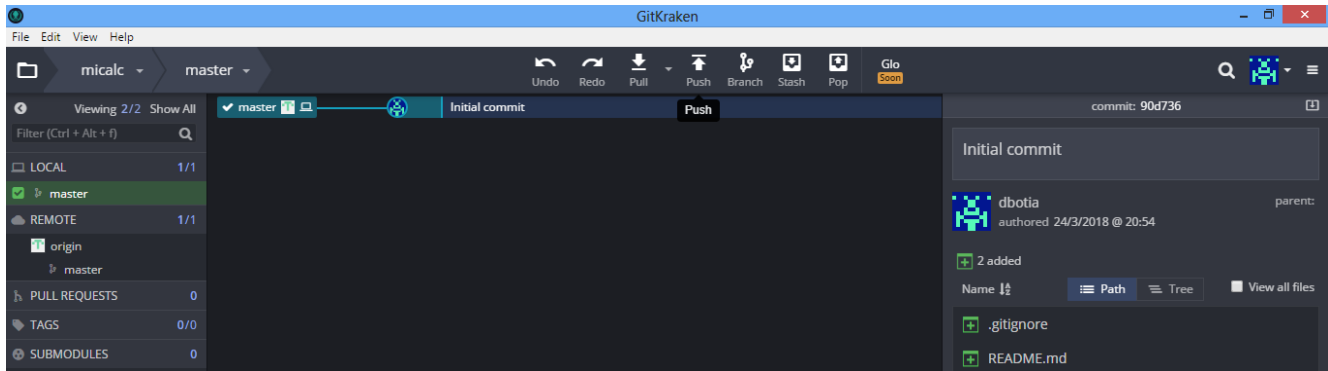 GitKraken
File Edit View Help
micalc
master
Undo
Redo
Pull
Push
Branch
Stash
Pop
Glo
Soon
Viewing 2/2 Show All
Filter (Ctrl + Alt + f)
LOCAL 1/1
master
REMOTE 1/1
origin
master
PULL REQUESTS 0
TAGS 0/0
SUBMODULES 0
master
Initial commit
Push
commit: 90d736
Initial commit
dbotia
authored 24/3/2018 @ 20:54
parent:
2 added
Name
Path
Tree
View all files
.gitignore
README.md